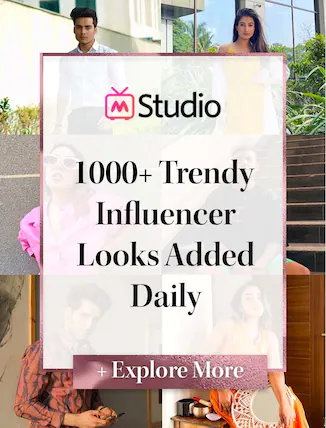 M Studio
1000+ Trendy
Influencer
Looks Added
Daily
+ Explore More